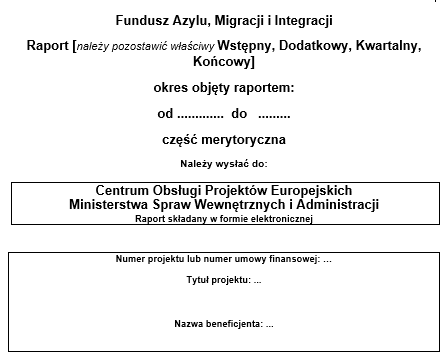 Fundusz Azylu, Migracji i Integracji
Raport [należy pozostawić właściwy Wstępny, Dodatkowy, Kwartalny,
Końcowy]
okres objęty raportem:
od ............. do .........
część merytoryczna
Należy wysłać do:
Centrum Obsługi Projektów Europejskich
Ministerstwa Spraw Wewnętrznych i Administracji
Raport składany w formie elektronicznej
Numer projektu lub numer umowy finansowej: ...
Tytuł projektu: ...
Nazwa beneficjenta: ...